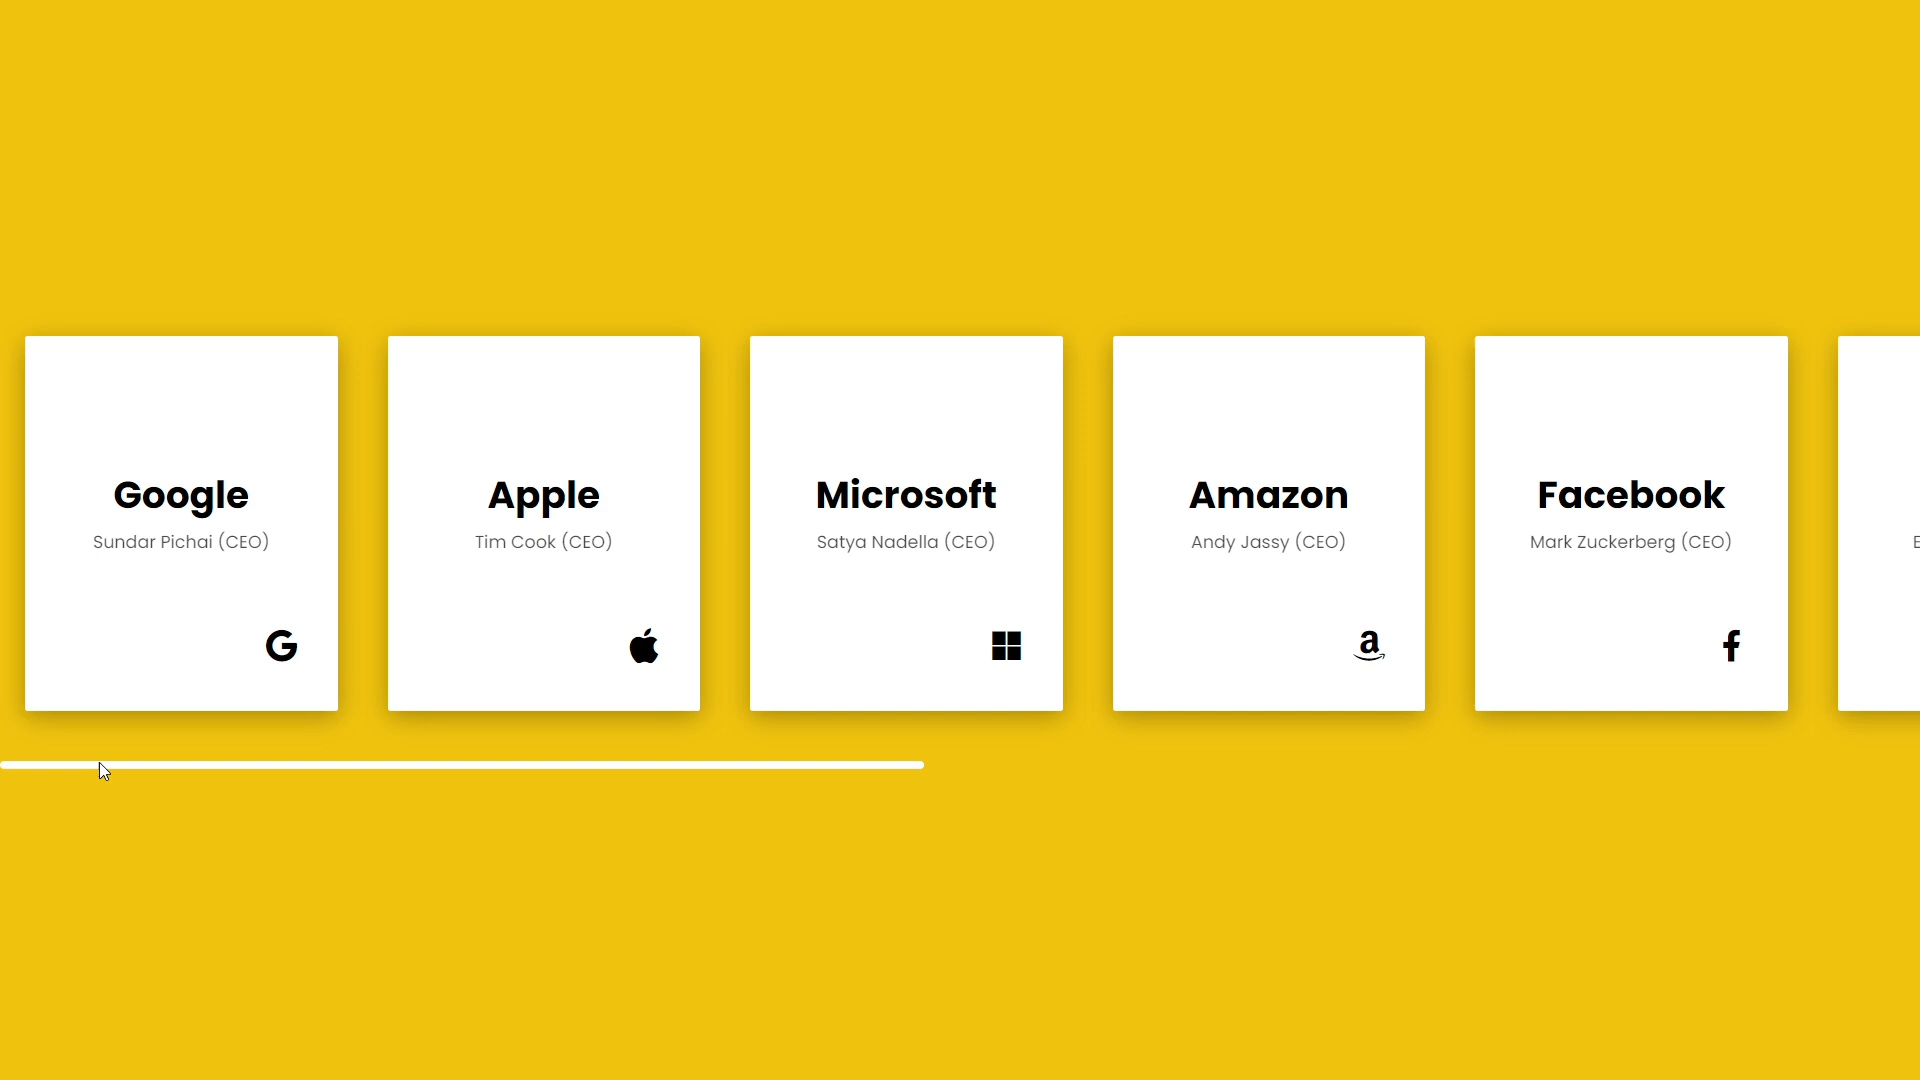 Google
Sundar Pichai (CEO)
Apple
Tim Cook (CEO)
Microsoft
Satya Nadella (CEO)
Amazon
Andy Jassy (CEO)
Facebook
Mark Zuckerberg (CEO)